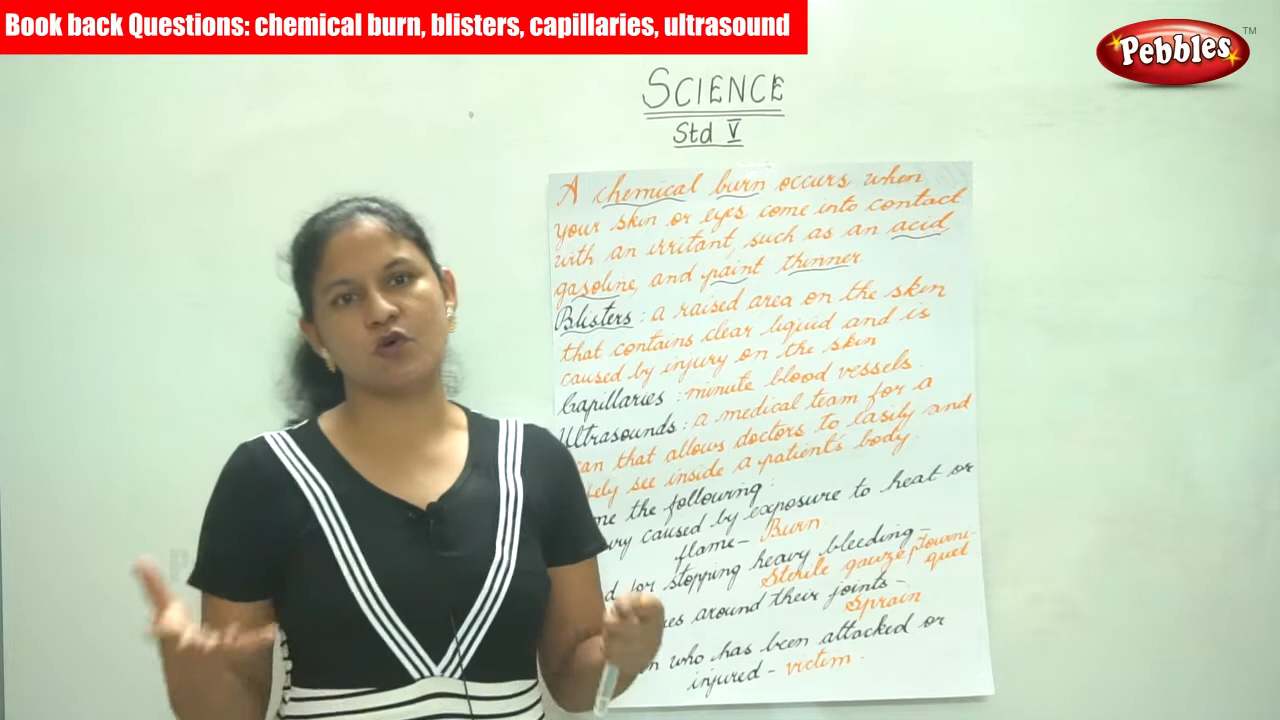 Book back Questions: chemical burn, blisters, capillaries, ultrasound
Pebbles TM
SCIENCE
Std V
A chemical burn occurs when
your skin or eyes come into contact
with an irritant, such as an acid,
gasoline, and paint thinner.
Blisters: a raised area on the skin
that contains clear liquid and is
caused by injury on the skin
Capillaries: minute blood vessels.
Ultrasounds: a medical team for a
that allows doctors to easily and
see inside a patient's body.
the following:
caused by exposure to heat or
flame- Burn.
for stopping heavy bleeding-
Sterile gauze, Tourni-
quet
around their joints-
Sprain
who has been attacked or
injured- victim.